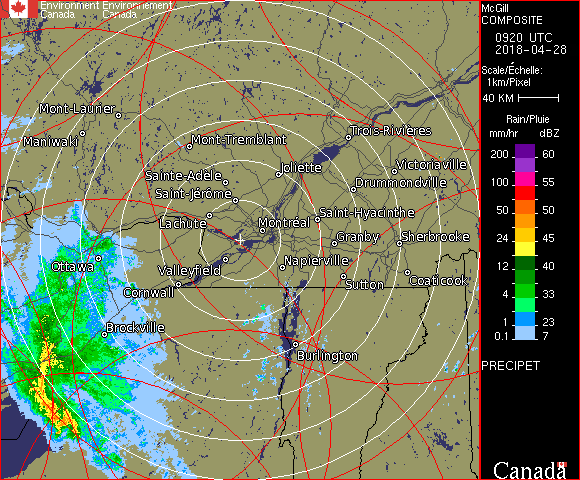 Environment Environnement
Canada Canada
Mont-Laurier
Trois-Rivières
Maniwaki
Mont-Tremblant
Victoriaville
Joliette
Sainte-Adèle
Drummondville
Saint-Jérôme
Saint-Hyacinthe
Lachute
Montréal
Granby
Sherbrooke
Ottawa
Valleyfield
Napierville
Coaticook
Cornwall
Sutton
Brockville
Burlington
McGill
COMPOSITE
0920 UTC
2018-04-28
Scale/Échelle:
1km/Pixel
40 KM
Rain/Pluie
mm/hr dBZ
200 60
150 55
100 55
50 50
24 45
12 40
4 33
1 23
0.1 7
PRECIPET
Canada